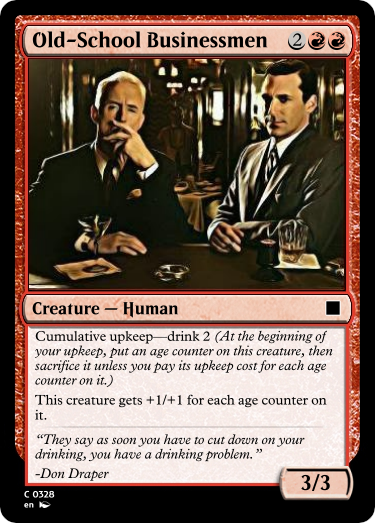 Old-School Businessmen 2
Creature — Human
Cumulative upkeep—drink 2 (At the beginning
of your upkeep, put an age counter on this creature, then
sacrifice it unless you pay its upkeep cost for each age
counter on it.)
This creature gets +1/+1 for each age counter on
it.
“They say as soon you have to cut down on your
drinking, you have a drinking problem.”
-Don Draper
3/3
C 0328
en